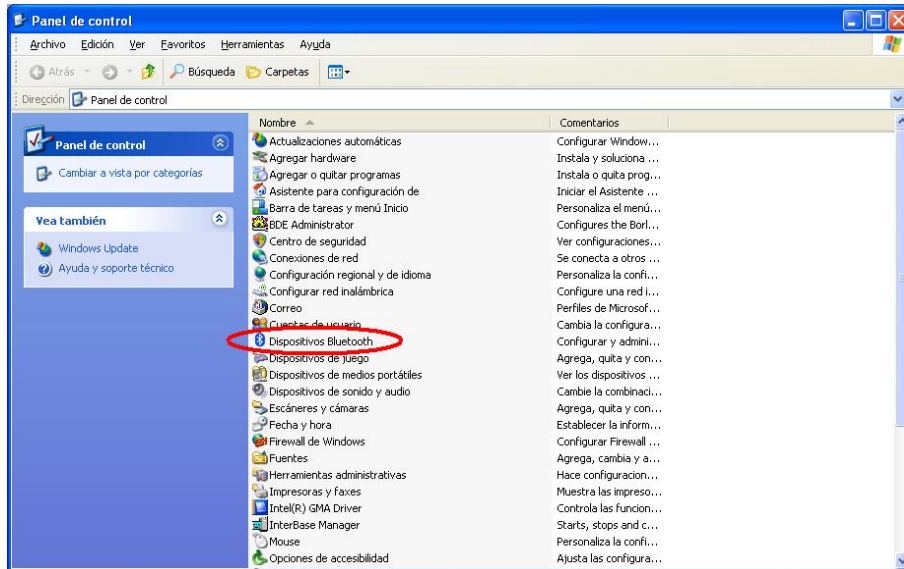 Panel de control
Archivo Edición Ver Favoritos Herramientas Ayuda
Atrás Búsqueda Carpetas
Dirección Panel de control
Panel de control
Cambiar a vista por categorías
Vea también
Windows Update
Ayuda y soporte técnico
Nombre Comentarios
Actualizaciones automáticas Configurar Window...
Agregar hardware Instala y soluciona ...
Agregar o quitar programas Instala o quita prog...
Asistente para configuración de Iniciar el Asistente ...
Barra de tareas y menú Inicio Personaliza el menú...
BDE Administrator Configures the Borl...
Centro de seguridad Ver configuraciones...
Conexiones de red Se conecta a otros ...
Configuración regional y de idioma Personaliza la confi...
Configurar red inalámbrica Configure una red i...
Correo Perfiles de Microsof...
Cuentas de usuario Cambia la configura...
Dispositivos Bluetooth Configurar y admini...
Dispositivos de juego Agrega, quita y con...
Dispositivos de medios portátiles Ver los dispositivos ...
Dispositivos de sonido y audio Cambie la combinaci...
Escáneres y cámaras Agrega, quita y con...
Fecha y hora Establecer la inform...
Firewall de Windows Configurar Firewall ...
Fuentes Agrega, cambia y a...
Herramientas administrativas Hace configuracion...
Impresoras y faxes Muestra las impreso...
Intel(R) GMA Driver Controla las funcion...
InterBase Manager Starts, stops and c...
Mouse Personaliza la confi...
Opciones de accesibilidad Ajusta las configura...